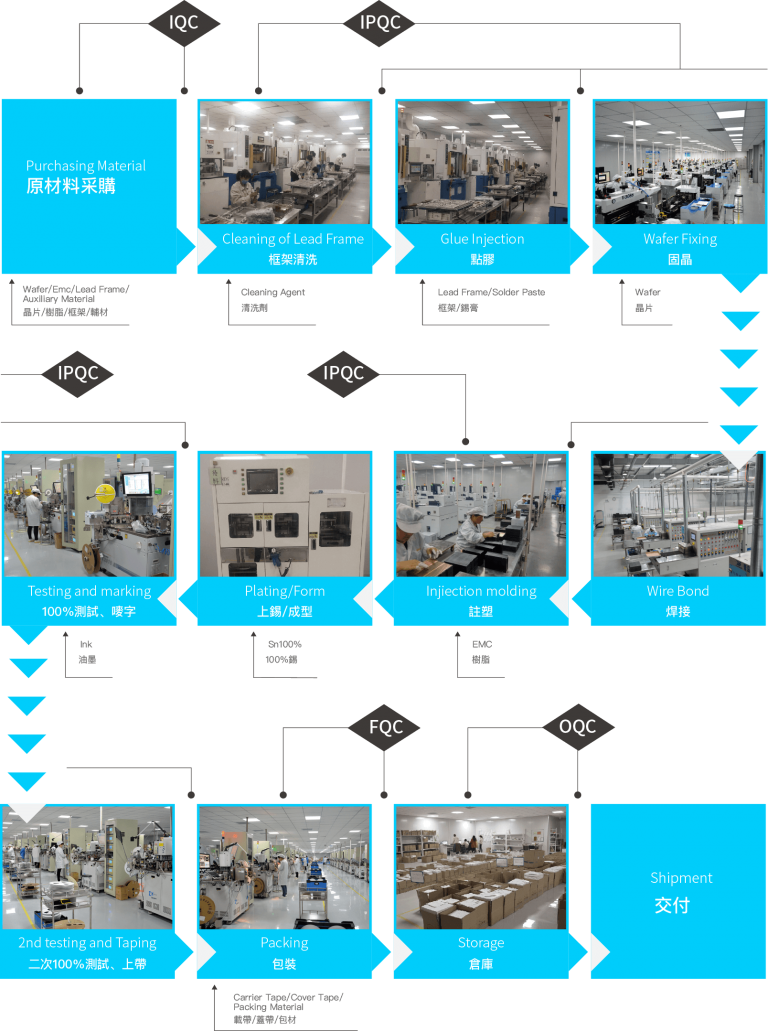 IQC
IPQC
Purchasing Material
原材料采購
Cleaning of Lead Frame
框架清洗
Glue Injection
點膠
Wafer Fixing
固晶
Wafer/Emc/Lead Frame/
Auxiliary Material
晶片/樹脂/框架/輔材
Cleaning Agent
清洗劑
Lead Frame/Solder Paste
框架/錫膏
Wafer
晶片
IPQC
IPQC
Testing and marking
100%測試、嘜字
Plating/Form
上錫/成型
Injiection molding
註塑
Wire Bond
焊接
Ink
油墨
Sn100%
100%錫
EMC
樹脂
FQC
OQC
2nd testing and Taping
二次100%測試、上帶
Packing
包裝
Storage
倉庫
Shipment
交付
Carrier Tape/Cover Tape/
Packing Material
載帶/蓋帶/包材